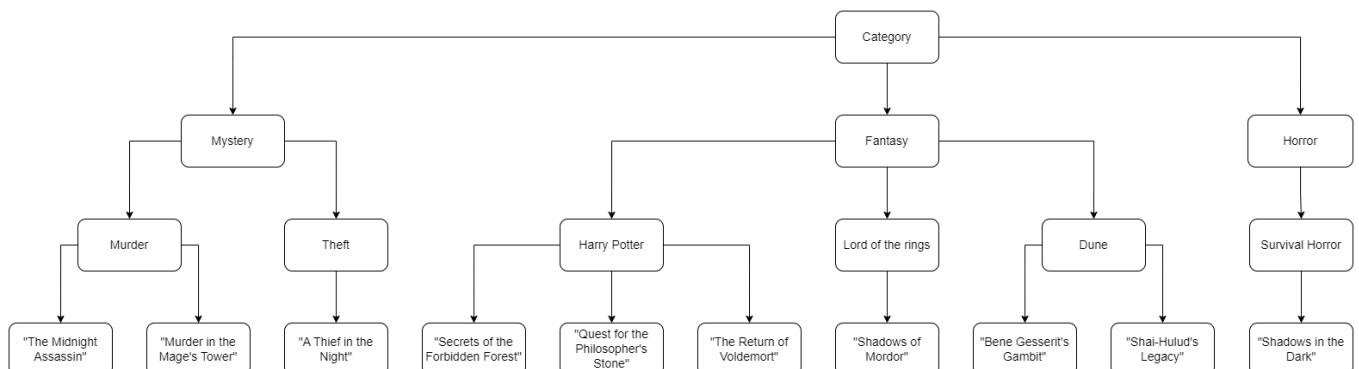 Category
Mystery
Fantasy
Horror
Murder
Theft
Harry Potter
Lord of the rings
Dune
Survival Horror
"The Midnight
Assassin"
"Murder in the
Mage's Tower"
"A Thief in the
Night"
"Secrets of the
Forbidden Forest"
"Quest for the
Philosopher's
Stone"
"The Return of
Voldemort"
"Shadows of
Mordor"
"Bene Gesserit's
Gambit"
"Shai-Hulud's
Legacy"
"Shadows in the
Dark"